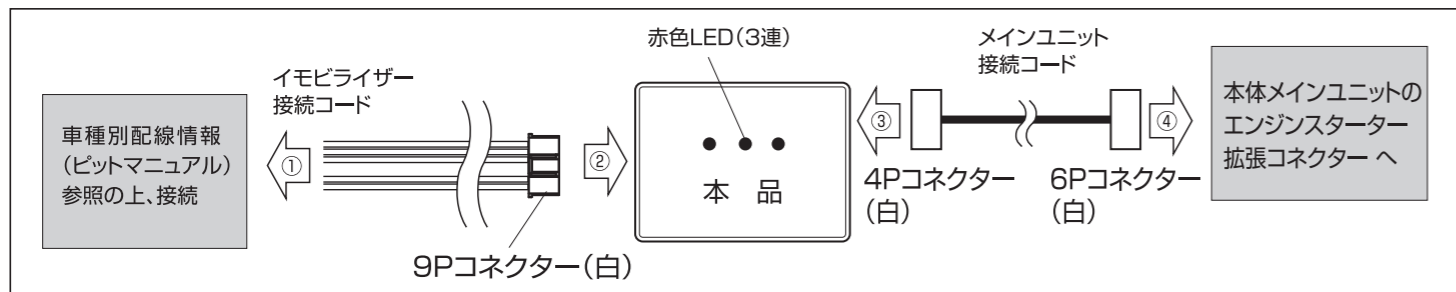 赤色LED(3連)
メインユニット
接続コード
イモビライザー
接続コード
車種別配線情報
(ピットマニュアル)
参照の上、接続
①
②
③
④
本体メインユニットの
エンジンスターター
拡張コネクター へ
本 品
4Pコネクター
(白)
6Pコネクター
(白)
9Pコネクター(白)